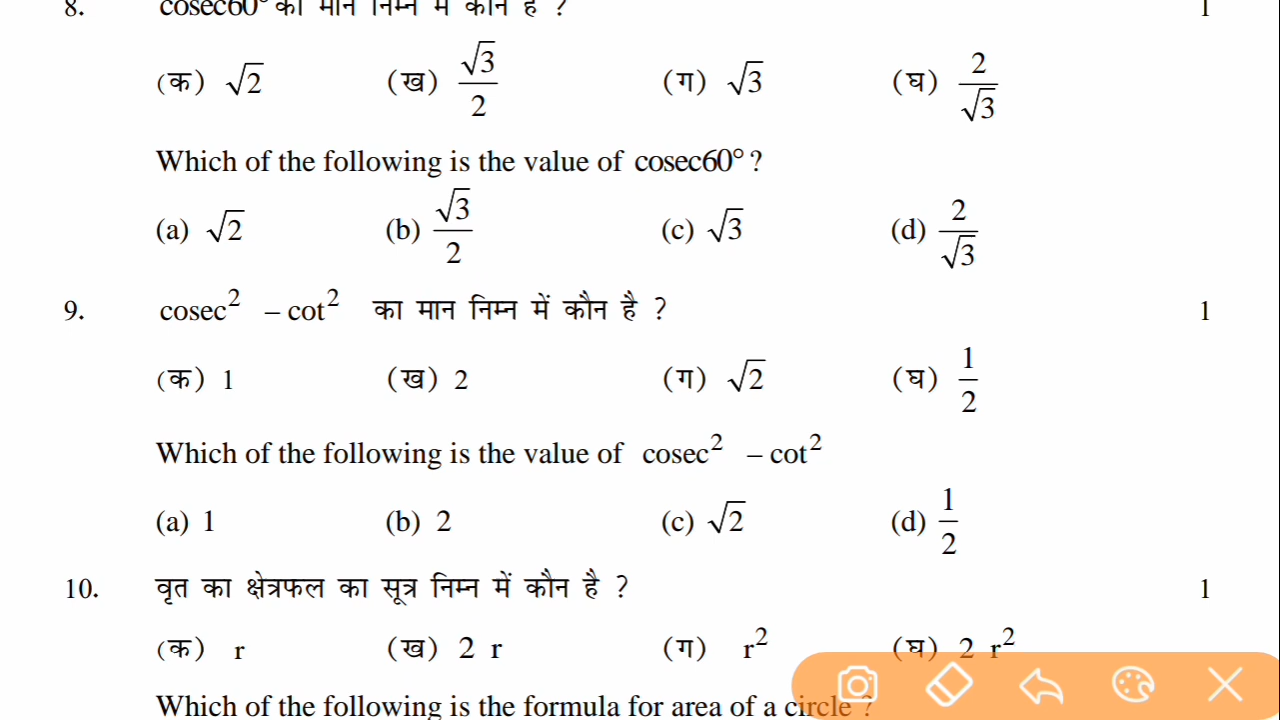 8. cosec60° का मान निम्न में कौन है ? 1
(क) √2 (ख) √3/2 (ग) √3 (घ) 2/√3
Which of the following is the value of cosec60° ?
(a) √2 (b) √3/2 (c) √3 (d) 2/√3
9. cosec² – cot² का मान निम्न में कौन है ? 1
(क) 1 (ख) 2 (ग) √2 (घ) 1/2
Which of the following is the value of cosec² – cot²
(a) 1 (b) 2 (c) √2 (d) 1/2
10. वृत का क्षेत्रफल का सूत्र निम्न में कौन है ? 1
(क) r (ख) 2 r (ग) r² (घ) 2 r²
Which of the following is the formula for area of a circle ?